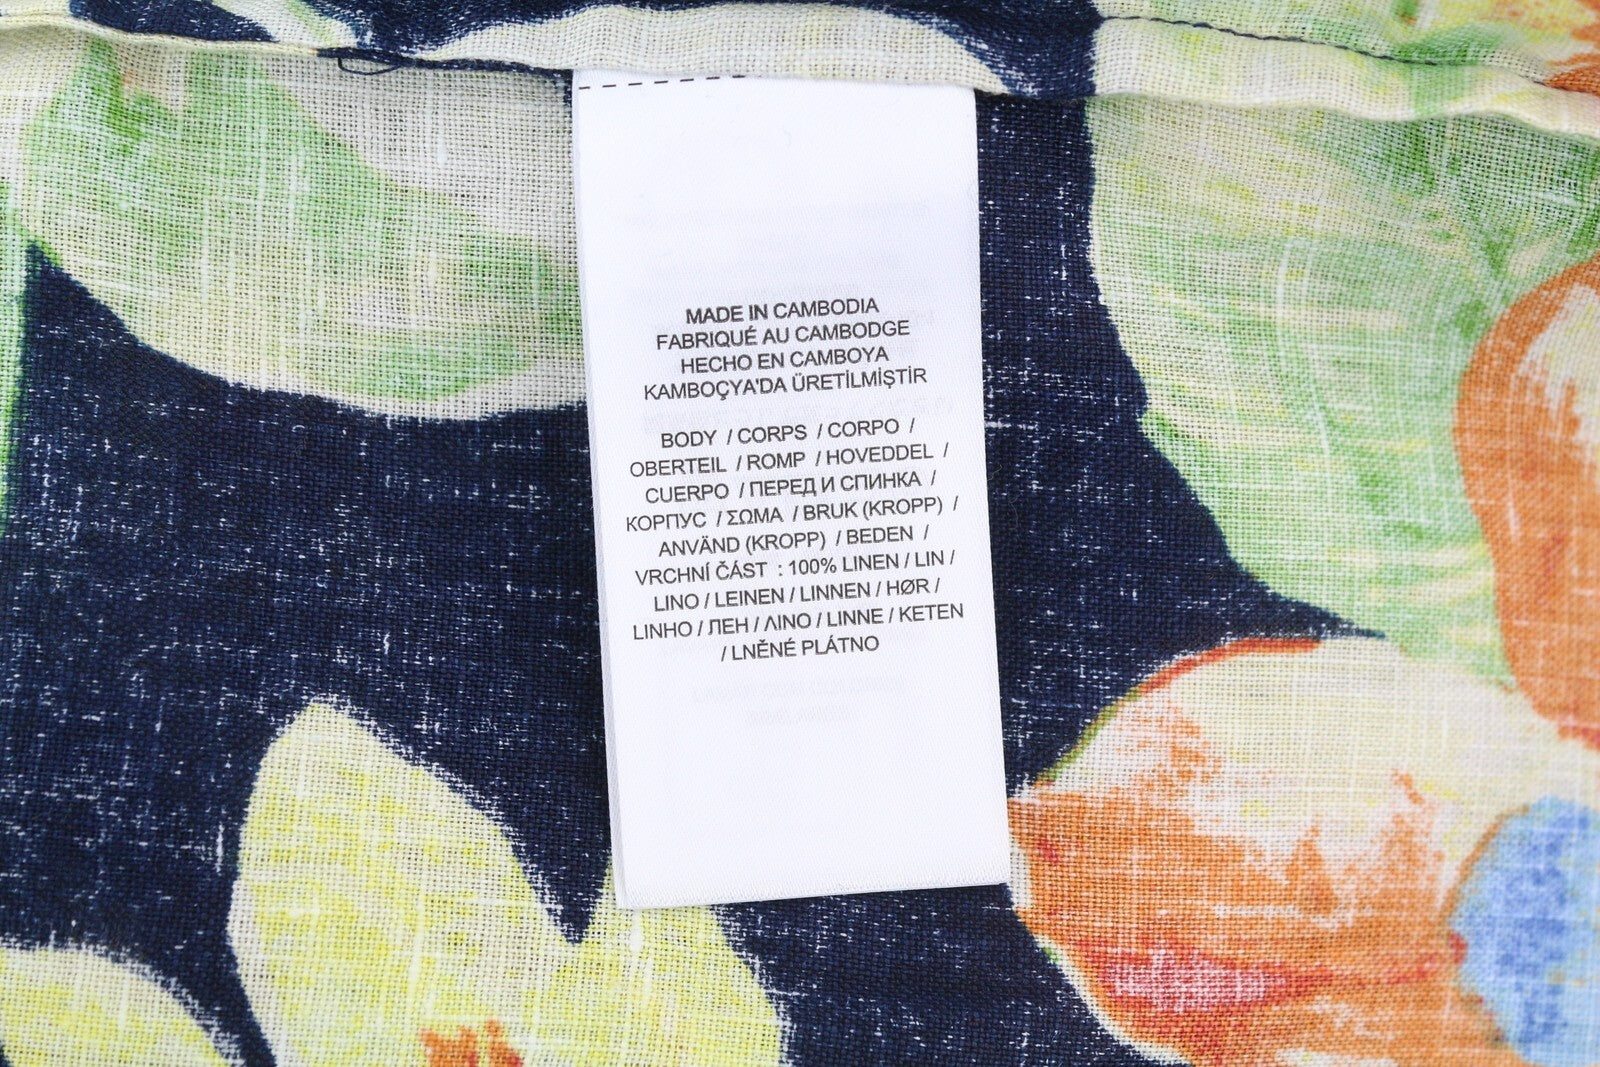 MADE IN CAMBODIA
FABRIQUÉ AU CAMBODGE
HECHO EN CAMBOYA
KAMBOÇYA'DA ÜRETİLMİŞTİR
BODY / CORPS / CORPO /
OBERTEIL / ROMP / HOVEDDEL /
CUERPO / ПЕРЕД И СПИНКА /
КОРПУС / ΣΩΜΑ / BRUK (KROPP) /
ANVÄND (KROPP) / BEDEN /
VRCHNÍ ČÁST : 100% LINEN / LIN /
LINO / LEINEN / LINNEN / HØR /
LINHO / ЛЕН / ΛΙΝΟ / LINNE / KETEN
/ LNĚNÉ PLÁTNO